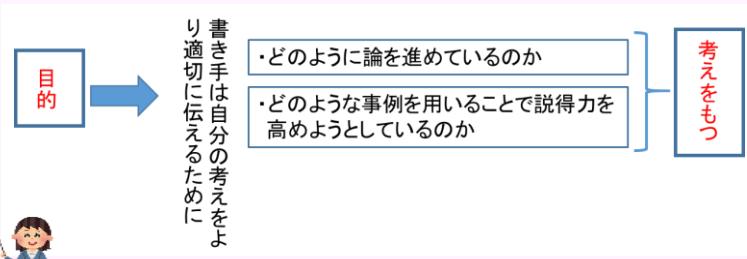 目的
書き手は自分の考えをよ
り適切に伝えるために
・どのように論を進めているのか
・どのような事例を用いることで説得力を
高めようとしているのか
考えをもつ